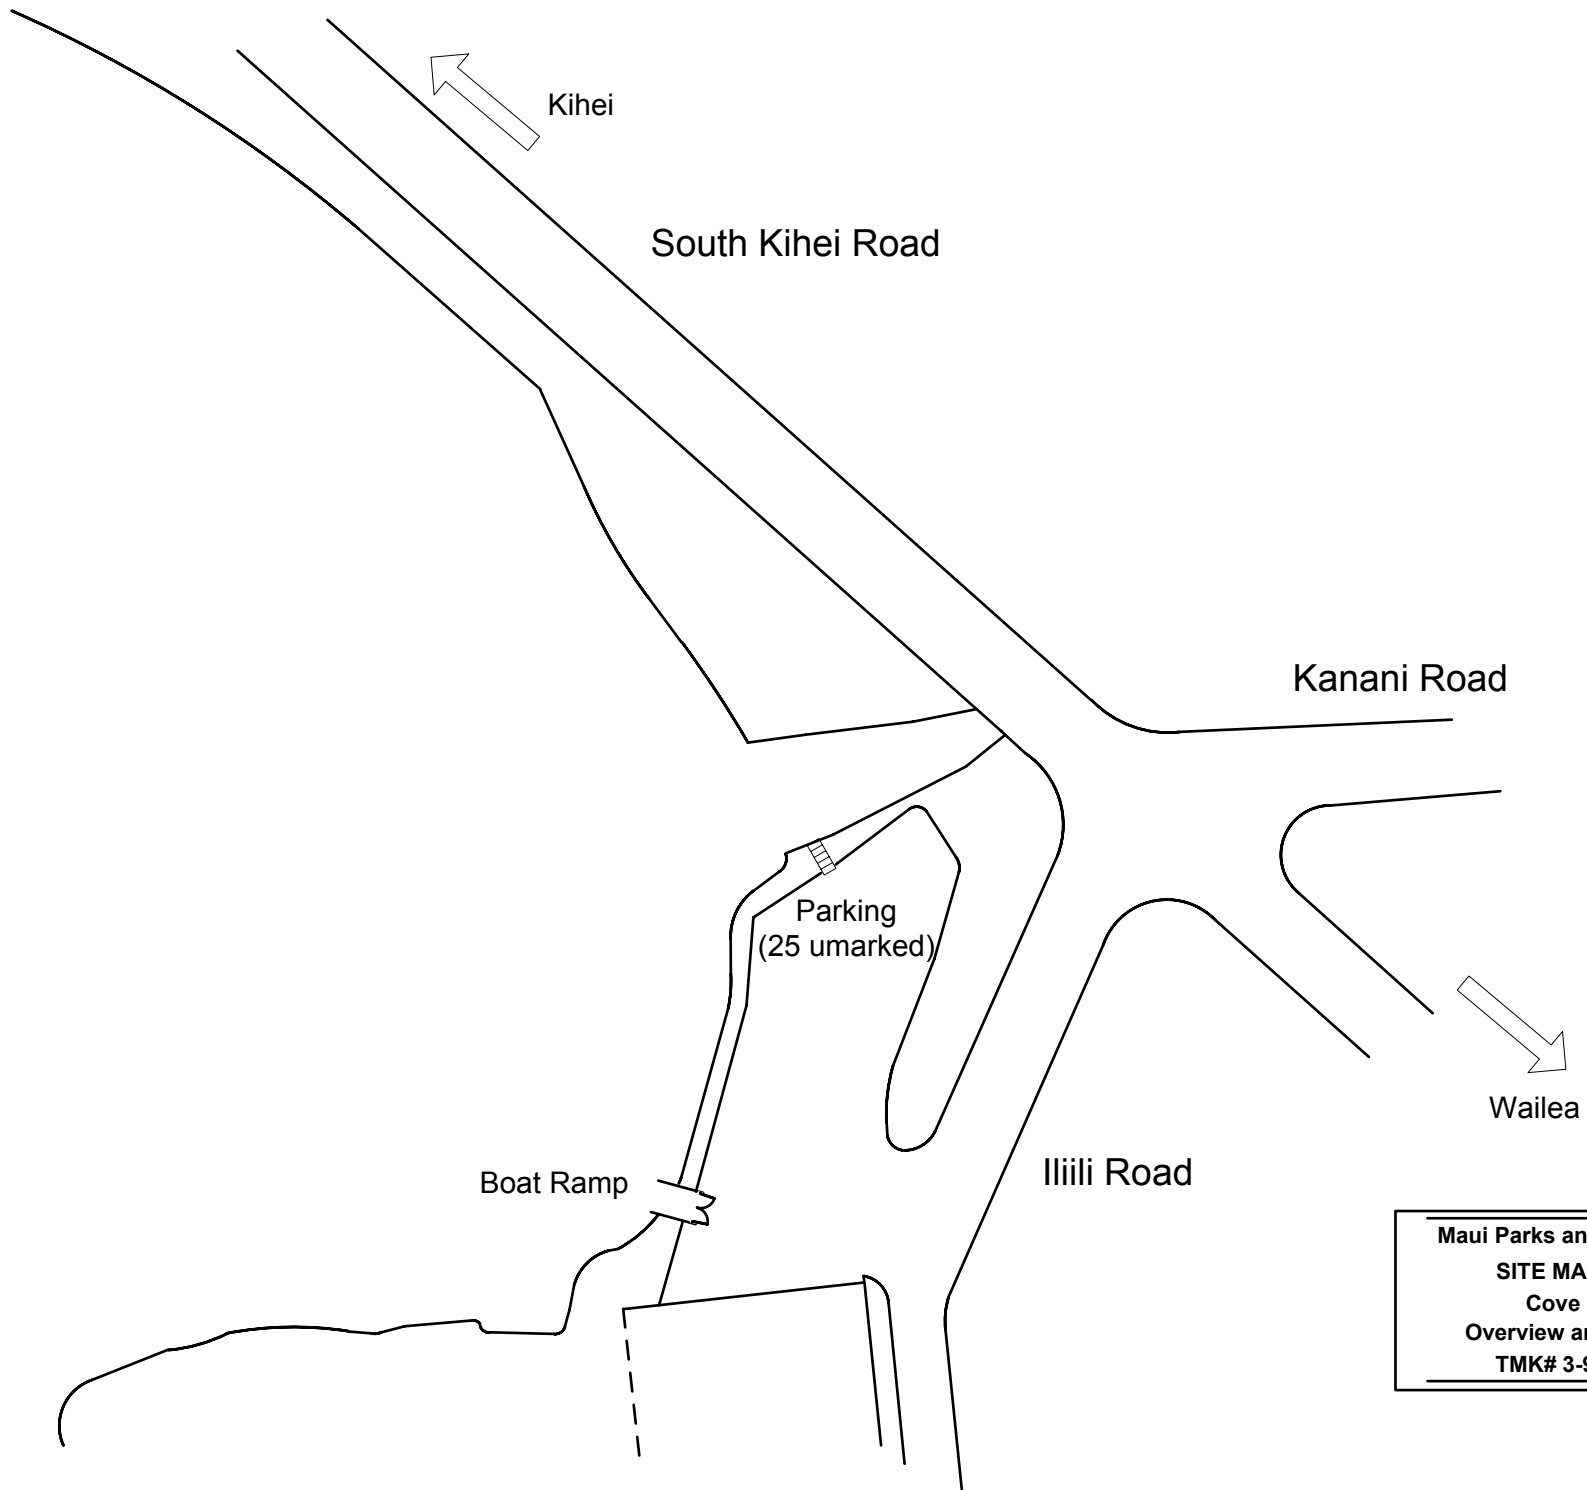 Kihei
South Kihei Road
Kanani Road
Parking
(25 umarked)
Wailea
Iliili Road
Boat Ramp
Maui Parks an
SITE MA
Cove
Overview a
TMK# 3-